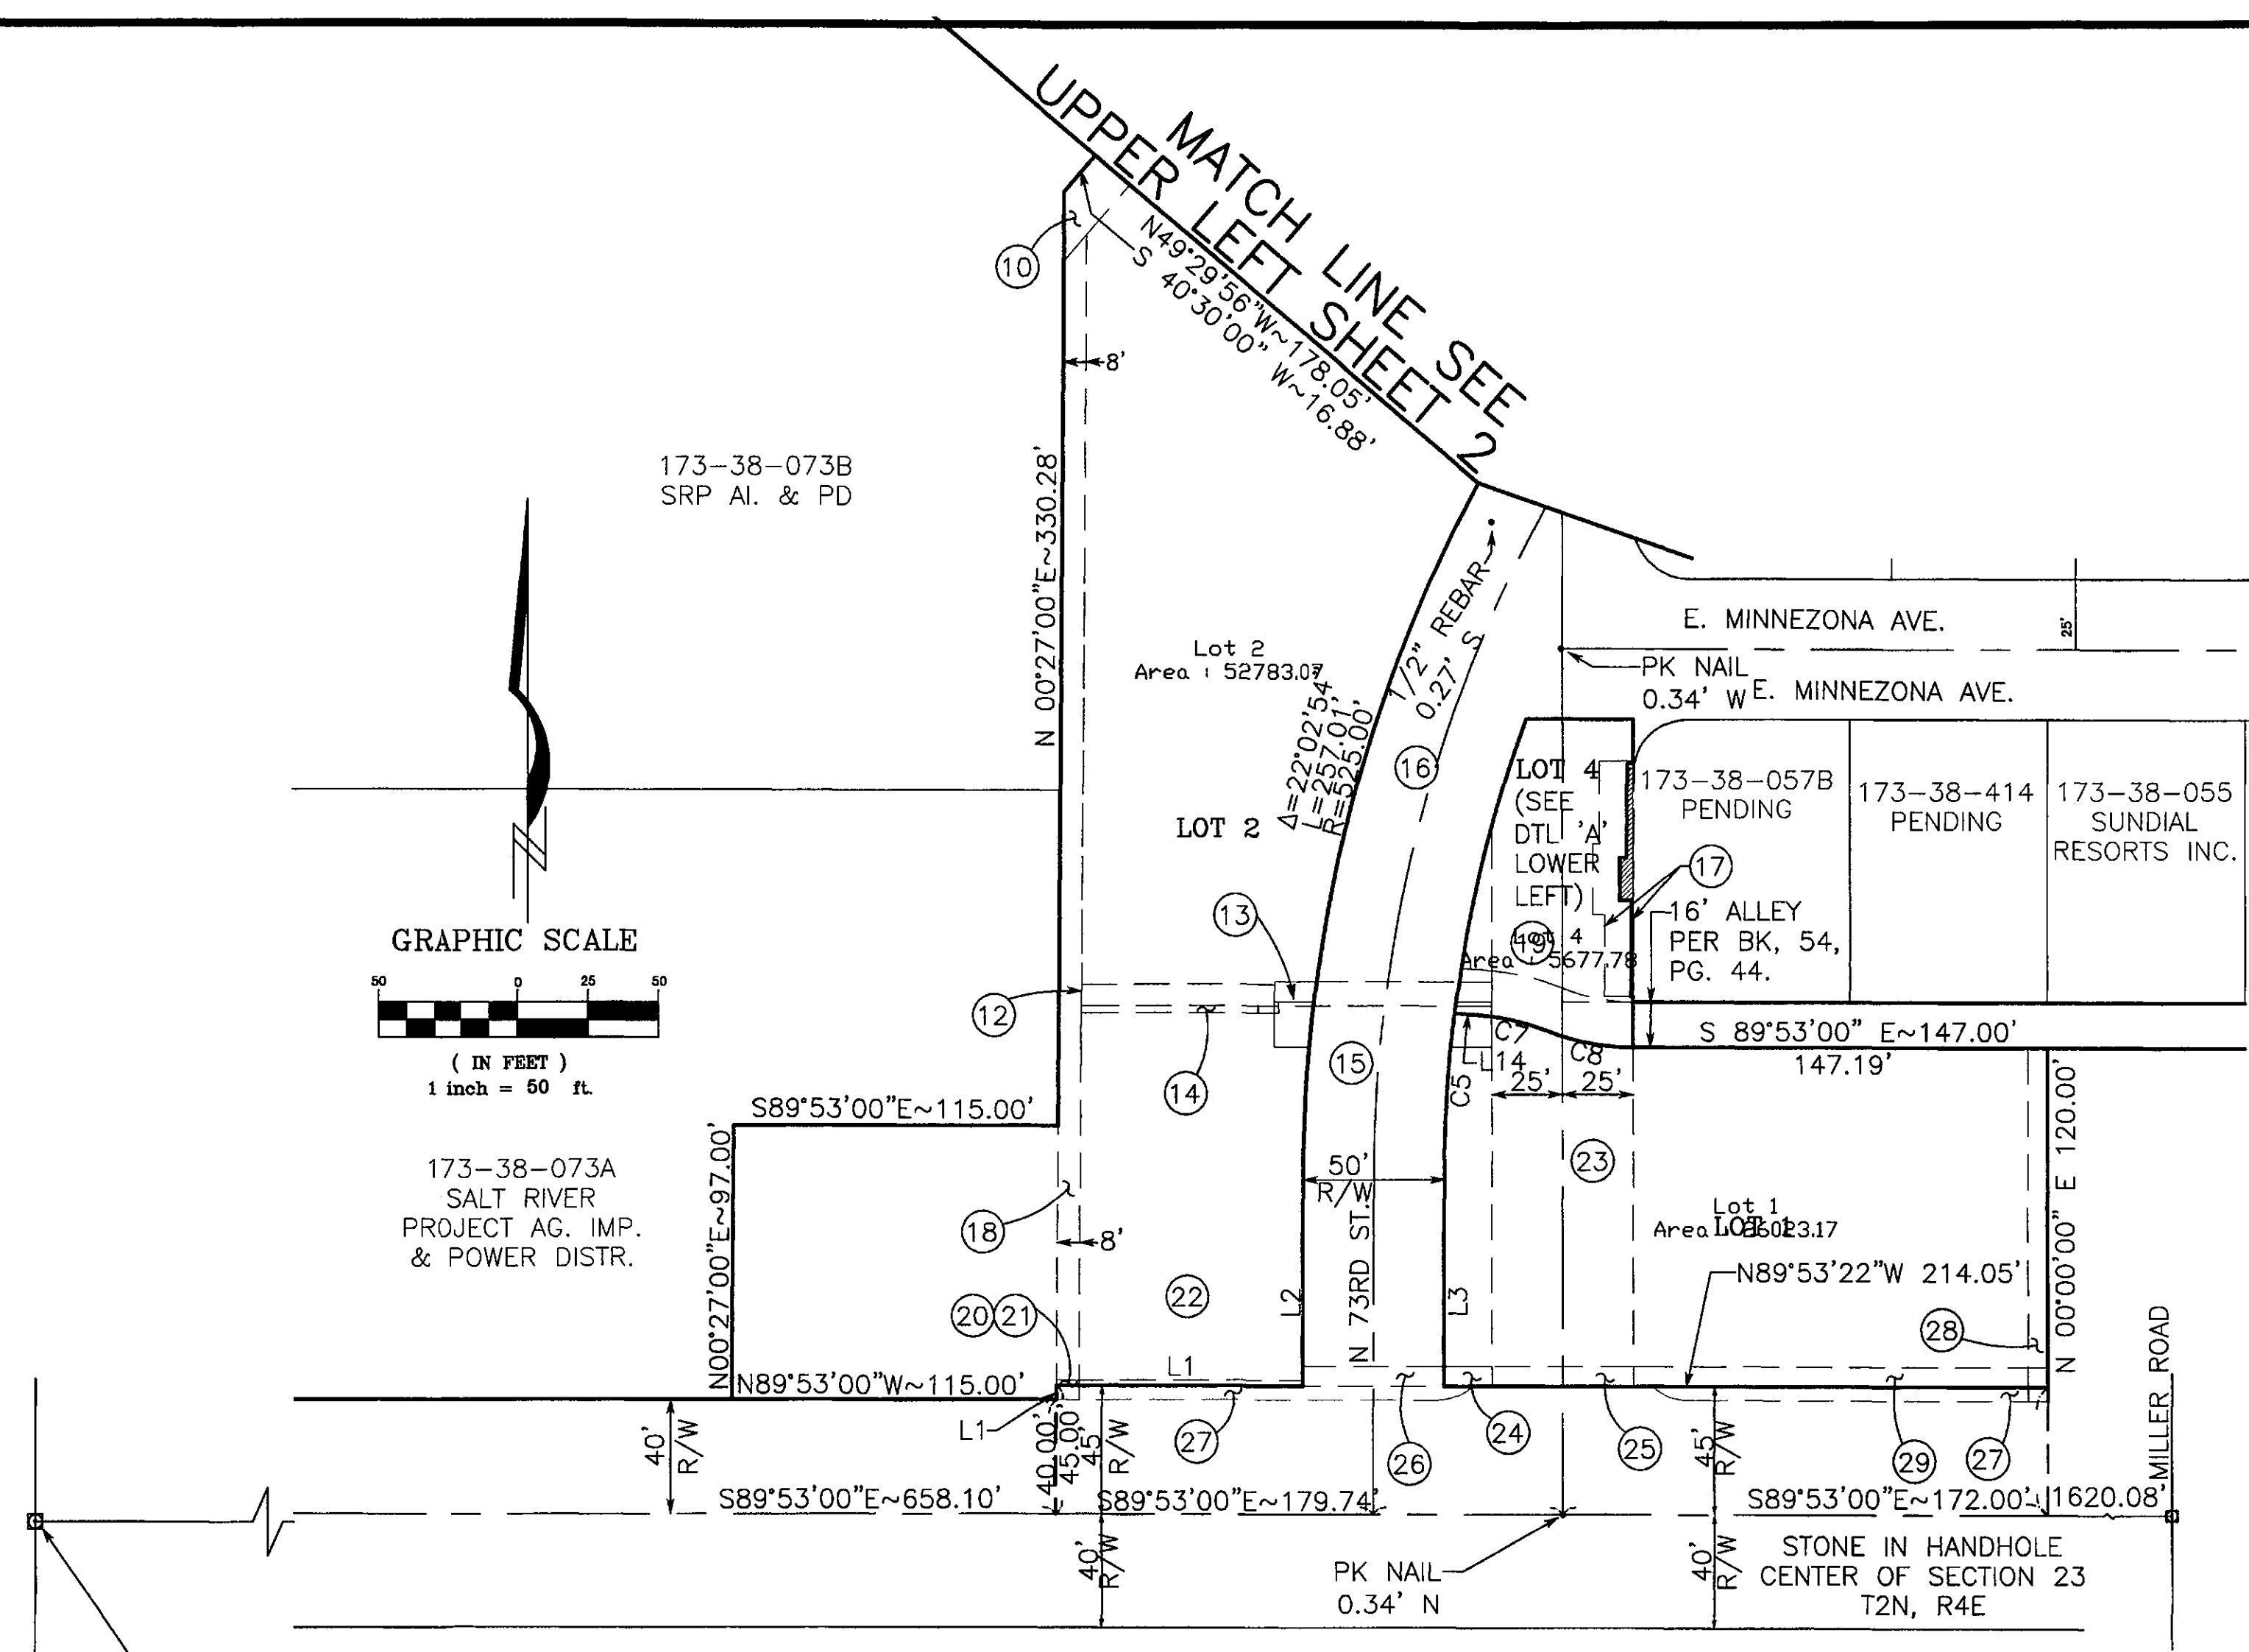 MATCH LINE SEE
UPPER LEFT SHEET 2
N49°29'56"W~178.05'
S 40°30'00" W~16.88'
10
8'
173-38-073B
SRP AI. & PD
N 00°27'00"E~330.28'
Lot 2
Area : 52783.07
Δ=22°02'54"
L=257.01'
R=525.00'
LOT 2
1/2" REBAR
0.27' S
16
E. MINNEZONA AVE.
25'
PK NAIL
0.34' W
E. MINNEZONA AVE.
LOT 4
(SEE
DTL 'A'
LOWER
LEFT)
19
Lot 4
Area : 5677.78
173-38-057B
PENDING
173-38-414
PENDING
173-38-055
SUNDIAL
RESORTS INC.
17
16' ALLEY
PER BK, 54,
PG. 44.
GRAPHIC SCALE
50 0 25 50
( IN FEET )
1 inch = 50 ft.
13
12
14
15
C7
C8
L14
C5
25' 25'
S 89°53'00" E~147.00'
147.19'
S89°53'00"E~115.00'
173-38-073A
SALT RIVER
PROJECT AG. IMP.
& POWER DISTR.
N00°27'00"E~97.00'
N89°53'00"W~115.00'
18
8'
22
20 21
L1
L1
L2
50'
R/W
N 73RD ST.
L3
23
Lot 1
Area
LOT 1
N89°53'22"W 214.05'
N 00°00'00" E 120.00'
28
MILLER ROAD
27
26
24
25
29
27
40'
R/W
40.00'
45.00'
45'
R/W
45'
R/W
S89°53'00"E~658.10'
S89°53'00"E~179.74'
S89°53'00"E~172.00'
1620.08'
40'
R/W
40'
R/W
PK NAIL
0.34' N
STONE IN HANDHOLE
CENTER OF SECTION 23
T2N, R4E